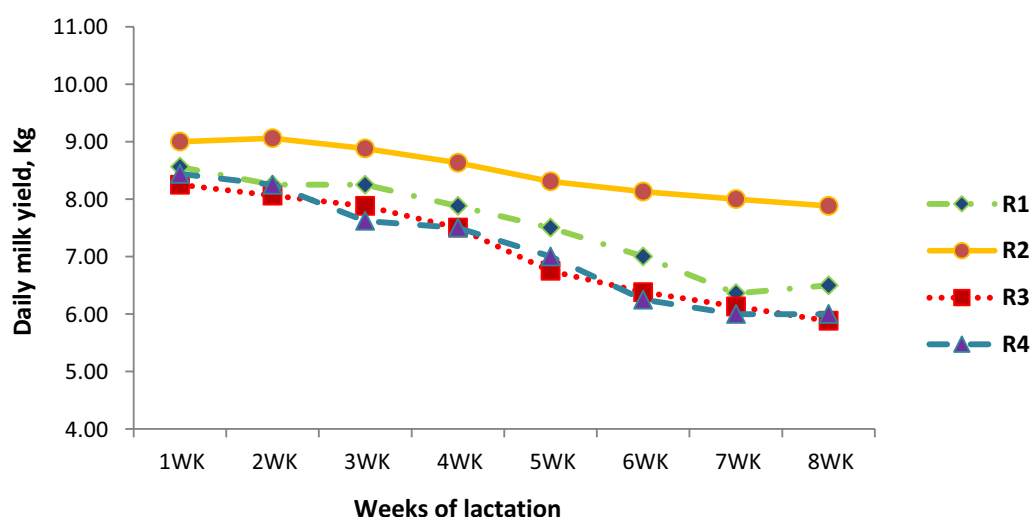 11.00
10.00
9.00
8.00
7.00
6.00
5.00
4.00
Daily milk yield, Kg
1WK 2WK 3WK 4WK 5WK 6WK 7WK 8WK
Weeks of lactation
R1
R2
R3
R4